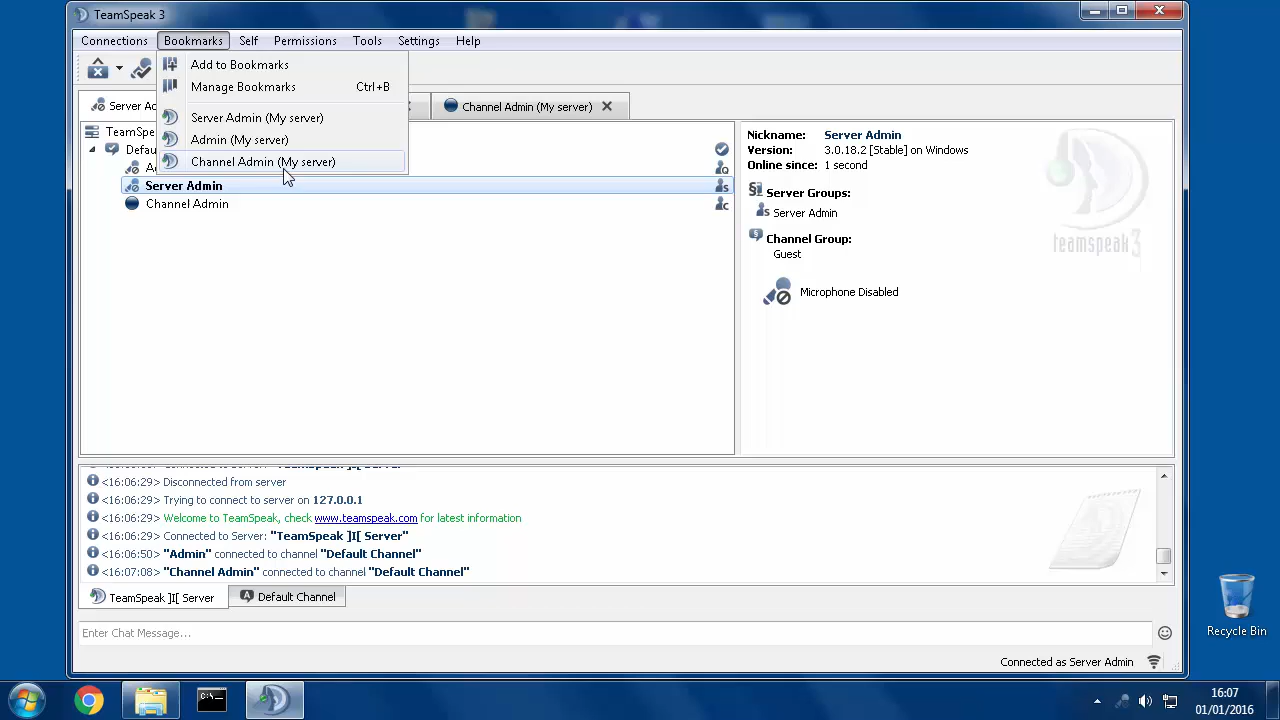 TeamSpeak 3
Connections Bookmarks Self Permissions Tools Settings Help
Add to Bookmarks
Manage Bookmarks Ctrl+B
Server Admin (My server)
Admin (My server)
Channel Admin (My server)
Server Ad
Channel Admin (My server)
TeamSpe
Defau
A
Server Admin
Channel Admin
Nickname: Server Admin
Version: 3.0.18.2 [Stable] on Windows
Online since: 1 second
Server Groups:
Server Admin
Channel Group:
Guest
Microphone Disabled
teamspeak3
<16:06:29> Disconnected from server
<16:06:29> Trying to connect to server on 127.0.0.1
<16:06:29> Welcome to TeamSpeak, check www.teamspeak.com for latest information
<16:06:29> Connected to Server: "TeamSpeak ]I[ Server"
<16:06:50> "Admin" connected to channel "Default Channel"
<16:07:08> "Channel Admin" connected to channel "Default Channel"
TeamSpeak ]I[ Server Default Channel
Enter Chat Message...
Connected as Server Admin
Recycle Bin
C:\_
16:07
01/01/2016